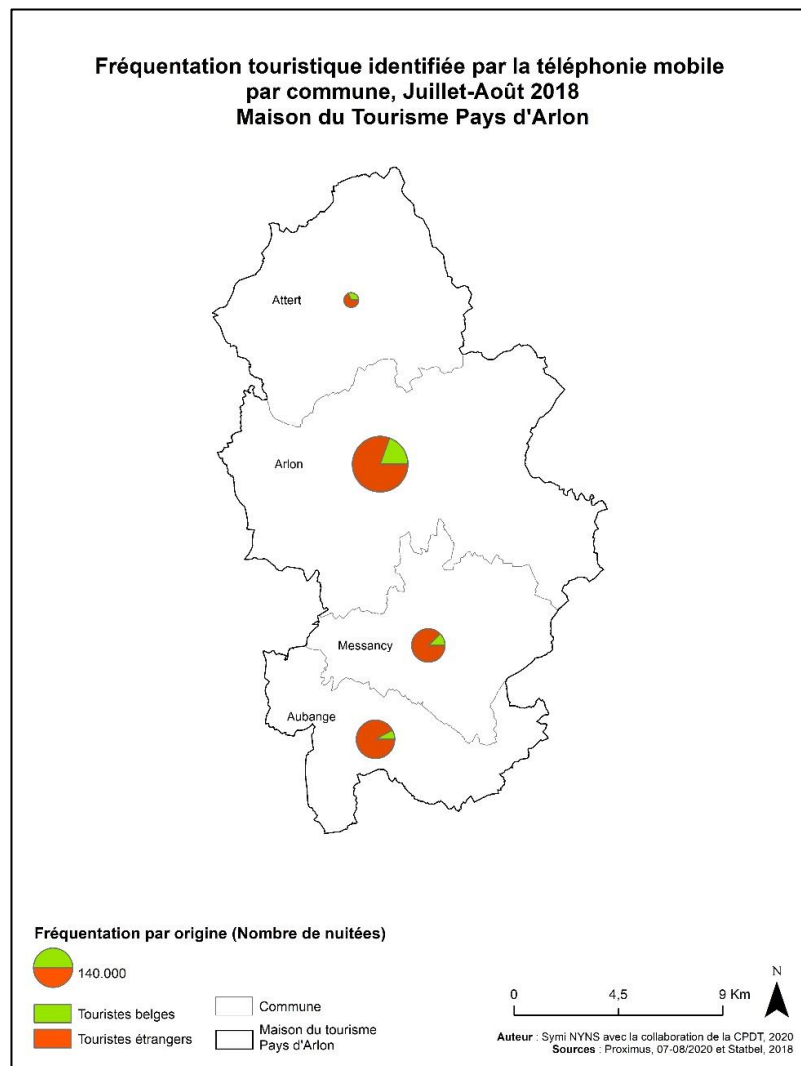 Fréquentation touristique identifiée par la téléphonie mobile
par commune, Juillet-Août 2018
Maison du Tourisme Pays d'Arlon
Attert
Arlon
Messancy
Aubange
Fréquentation par origine (Nombre de nuitées)
140.000
Touristes belges
Touristes étrangers
Commune
Maison du tourisme
Pays d'Arlon
0 4,5 9 Km
N
Auteur : Symi NYNS avec la collaboration de la CPDT, 2020
Sources : Proximus, 07-08/2020 et Statbel, 2018